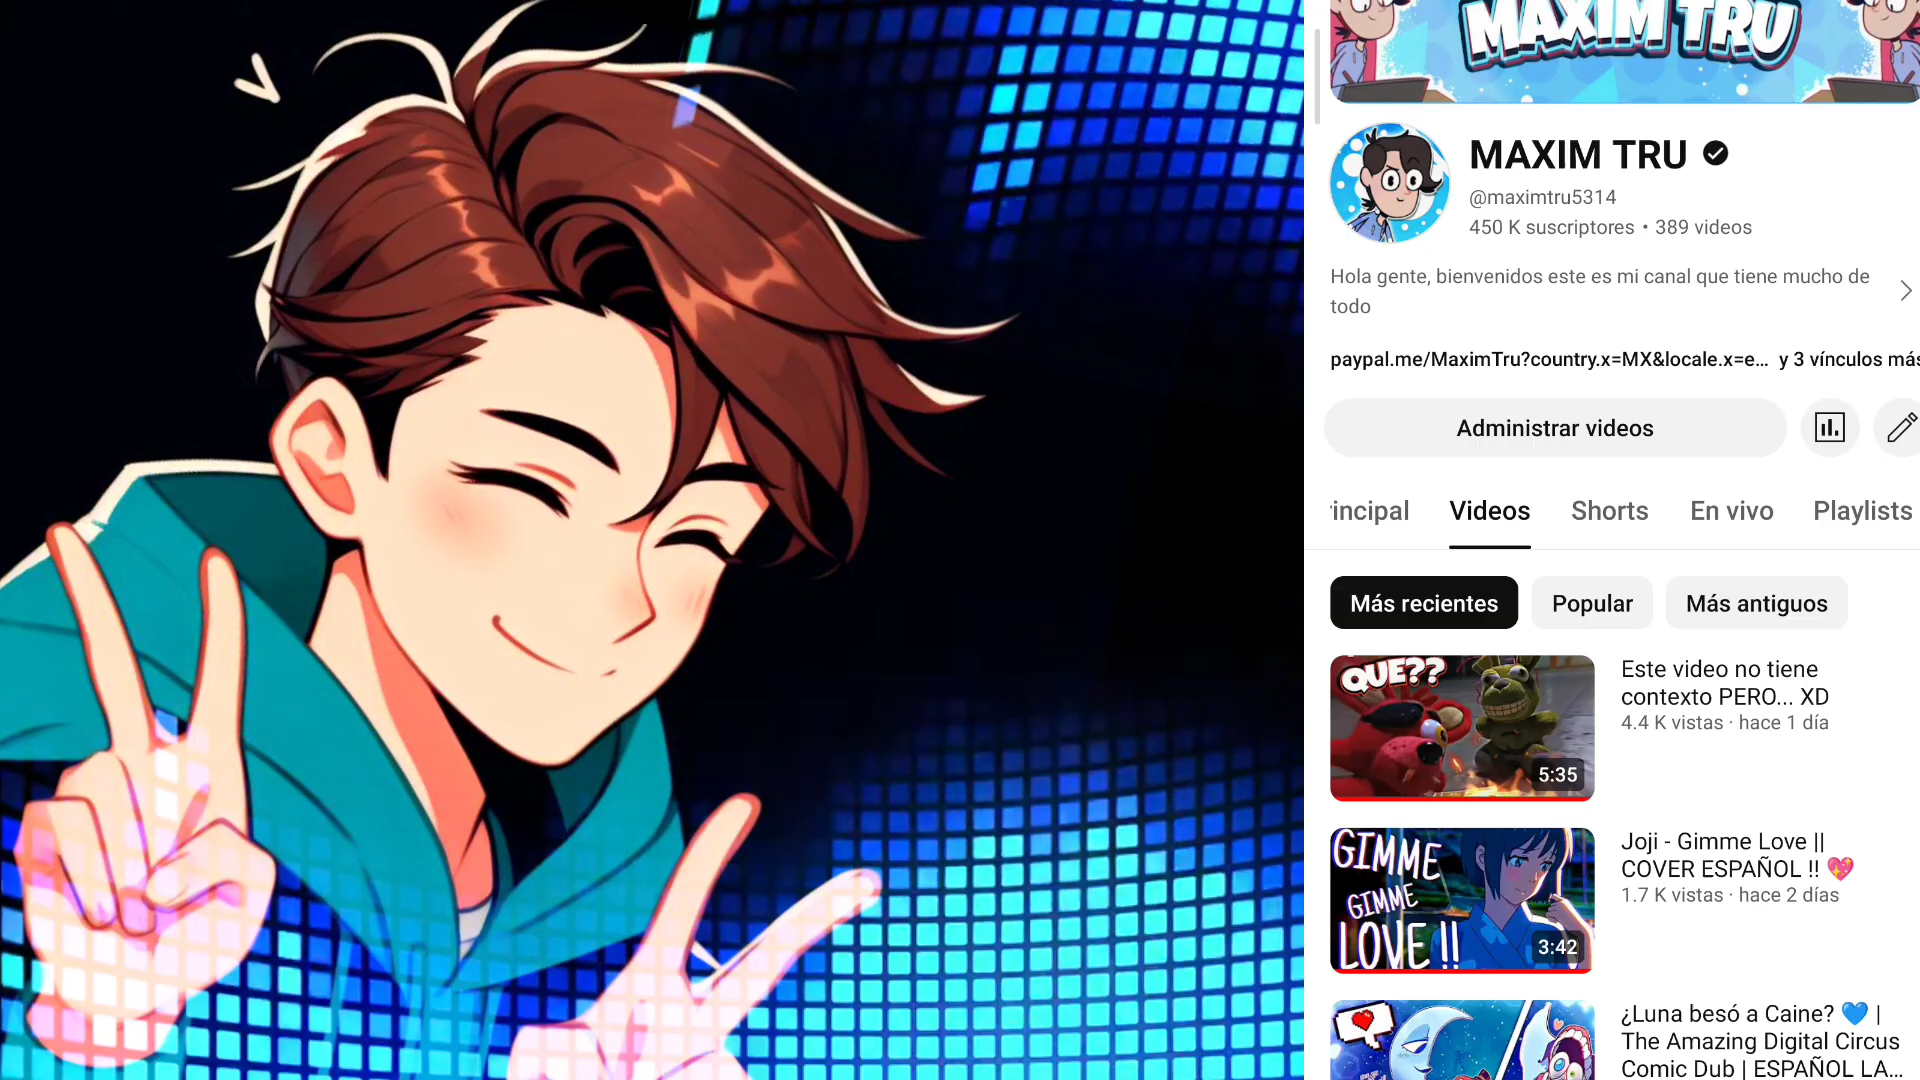 MAXIM TRU
MAXIM TRU
@maximtru5314
450 K suscriptores • 389 videos
Hola gente, bienvenidos este es mi canal que tiene mucho de
todo
paypal.me/MaximTru?country.x=MX&locale.x=e... y 3 vínculos más
Administrar videos
rincipal Videos Shorts En vivo Playlists
Más recientes Popular Más antiguos
QUE??
5:35
Este video no tiene
contexto PERO... XD
4.4 K vistas · hace 1 día
GIMME
GIMME
LOVE !!
3:42
Joji - Gimme Love ||
COVER ESPAÑOL !! 💖
1.7 K vistas · hace 2 días
¿Luna besó a Caine? 💙 |
The Amazing Digital Circus
Comic Dub | ESPAÑOL LA...